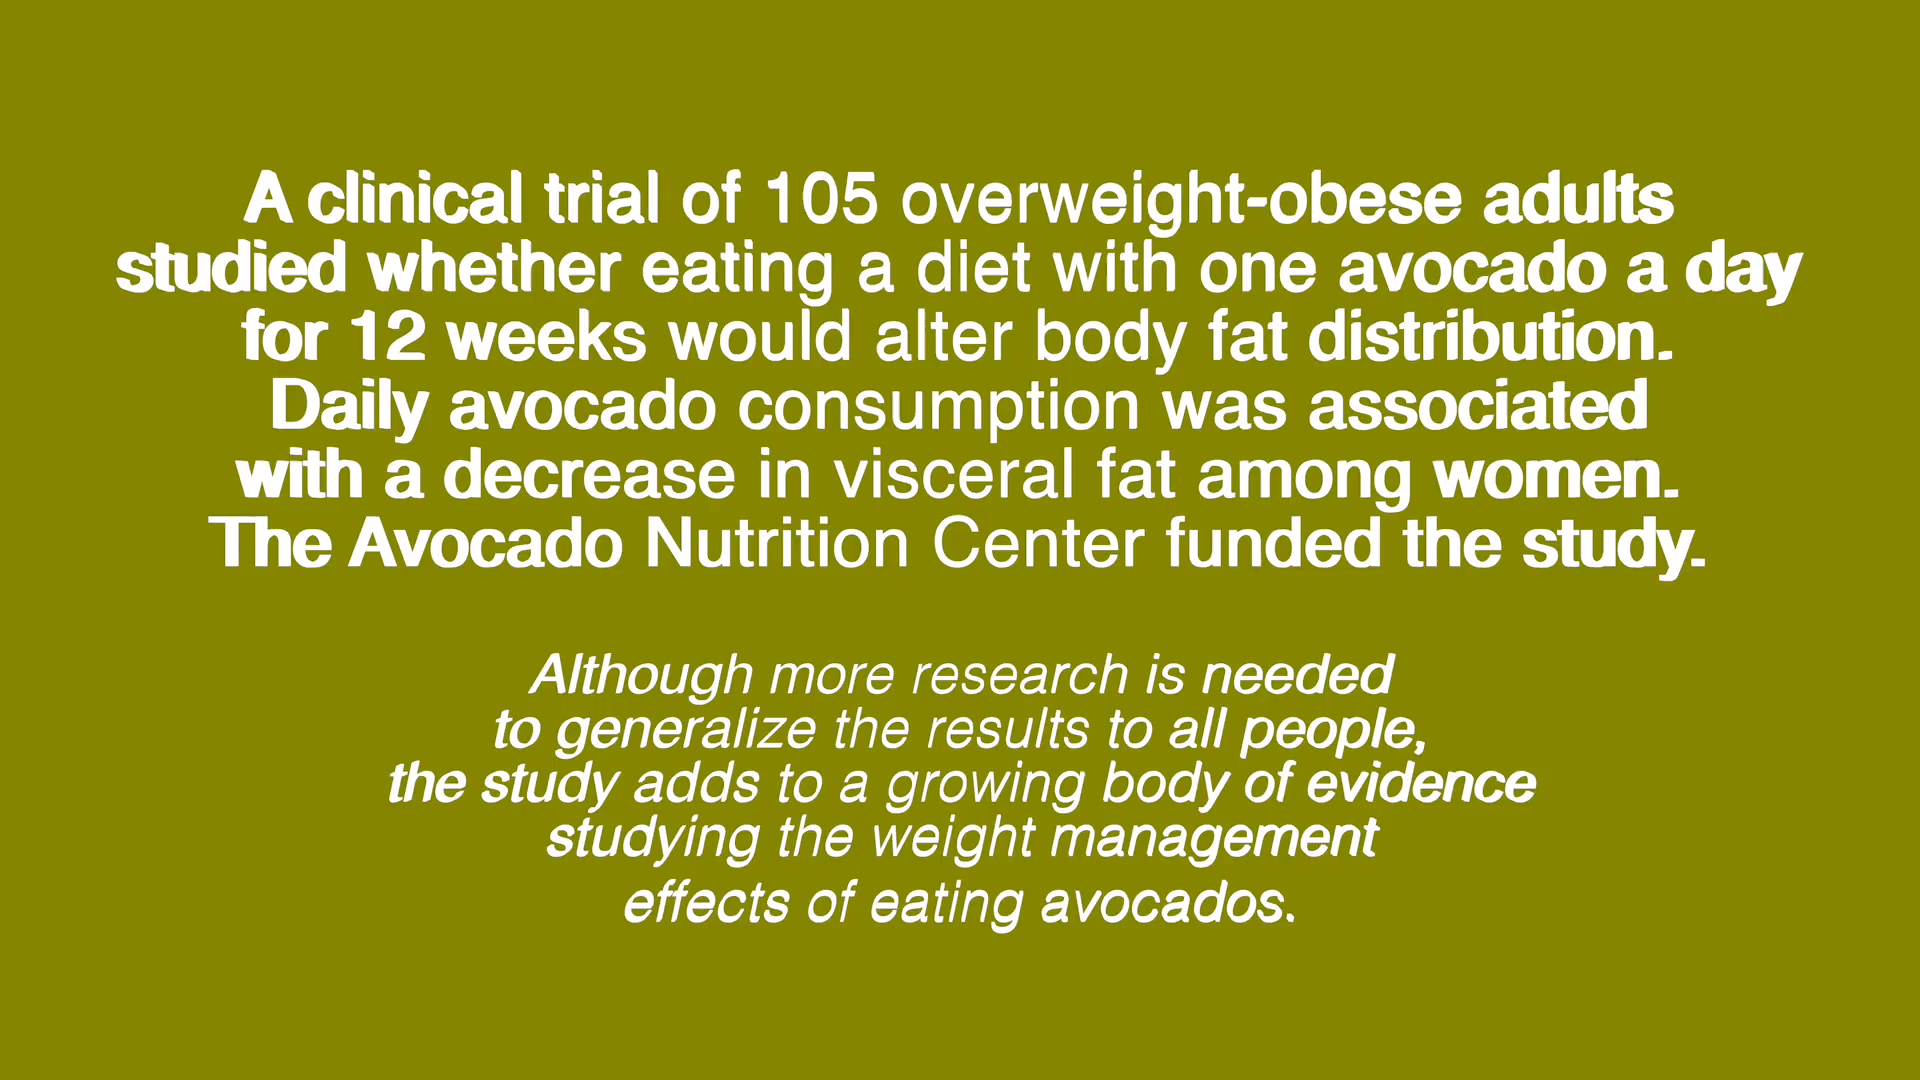 A clinical trial of 105 overweight-obese adults
studied whether eating a diet with one avocado a day
for 12 weeks would alter body fat distribution.
Daily avocado consumption was associated
with a decrease in visceral fat among women.
The Avocado Nutrition Center funded the study.
Although more research is needed
to generalize the results to all people,
the study adds to a growing body of evidence
studying the weight management
effects of eating avocados.